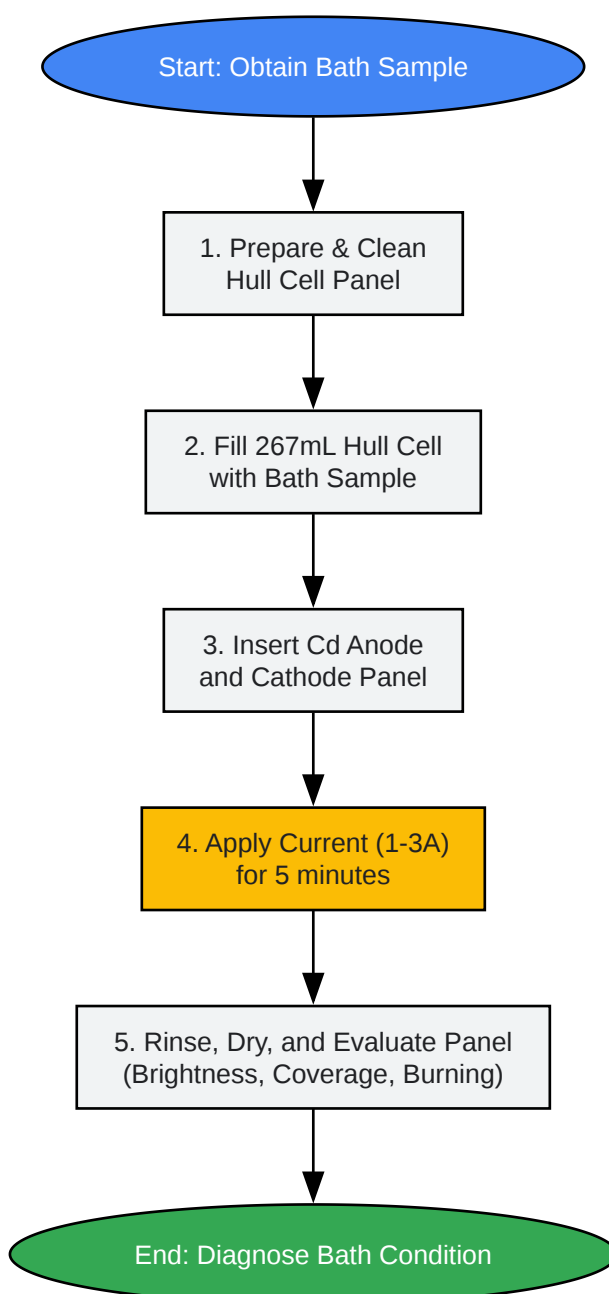 Start: Obtain Bath Sample
1. Prepare & Clean
Hull Cell Panel
2. Fill 267mL Hull Cell
with Bath Sample
3. Insert Cd Anode
and Cathode Panel
4. Apply Current (1-3A)
for 5 minutes
5. Rinse, Dry, and Evaluate Panel
(Brightness, Coverage, Burning)
End: Diagnose Bath Condition